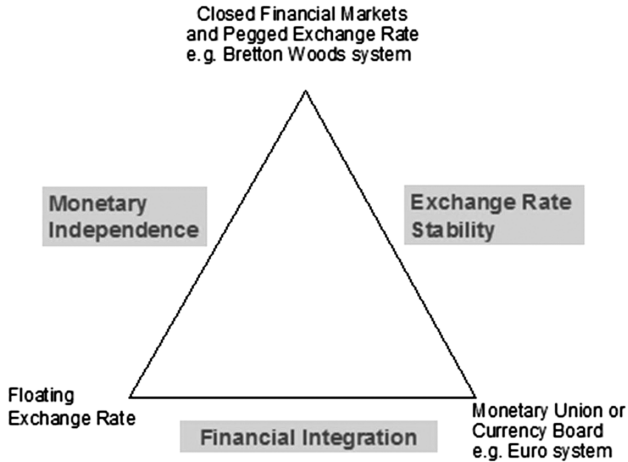 Closed Financial Markets
and Pegged Exchange Rate
e.g. Bretton Woods system
Monetary
Independence
Exchange Rate
Stability
Floating
Exchange Rate
Financial Integration
Monetary Union or
Currency Board
e.g. Euro system